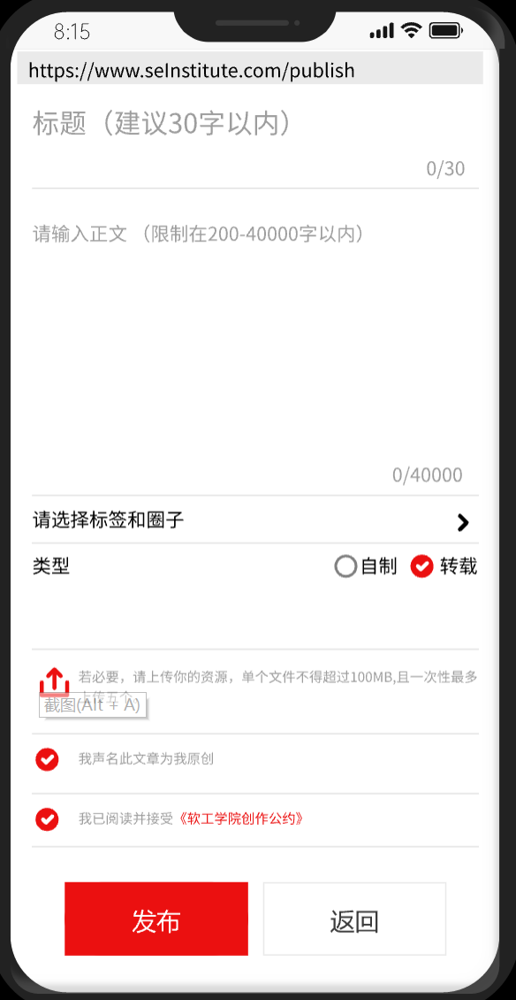 8:15
https://www.seInstitute.com/publish
标题（建议30字以内）
0/30
请输入正文 （限制在200-40000字以内）
0/40000
请选择标签和圈子
类型 自制 转载
若必要，请上传你的资源，单个文件不得超过100MB,且一次性最多
上传五个。
截图(Alt + A)
我声名此文章为我原创
我已阅读并接受《软工学院创作公约》
发布 返回